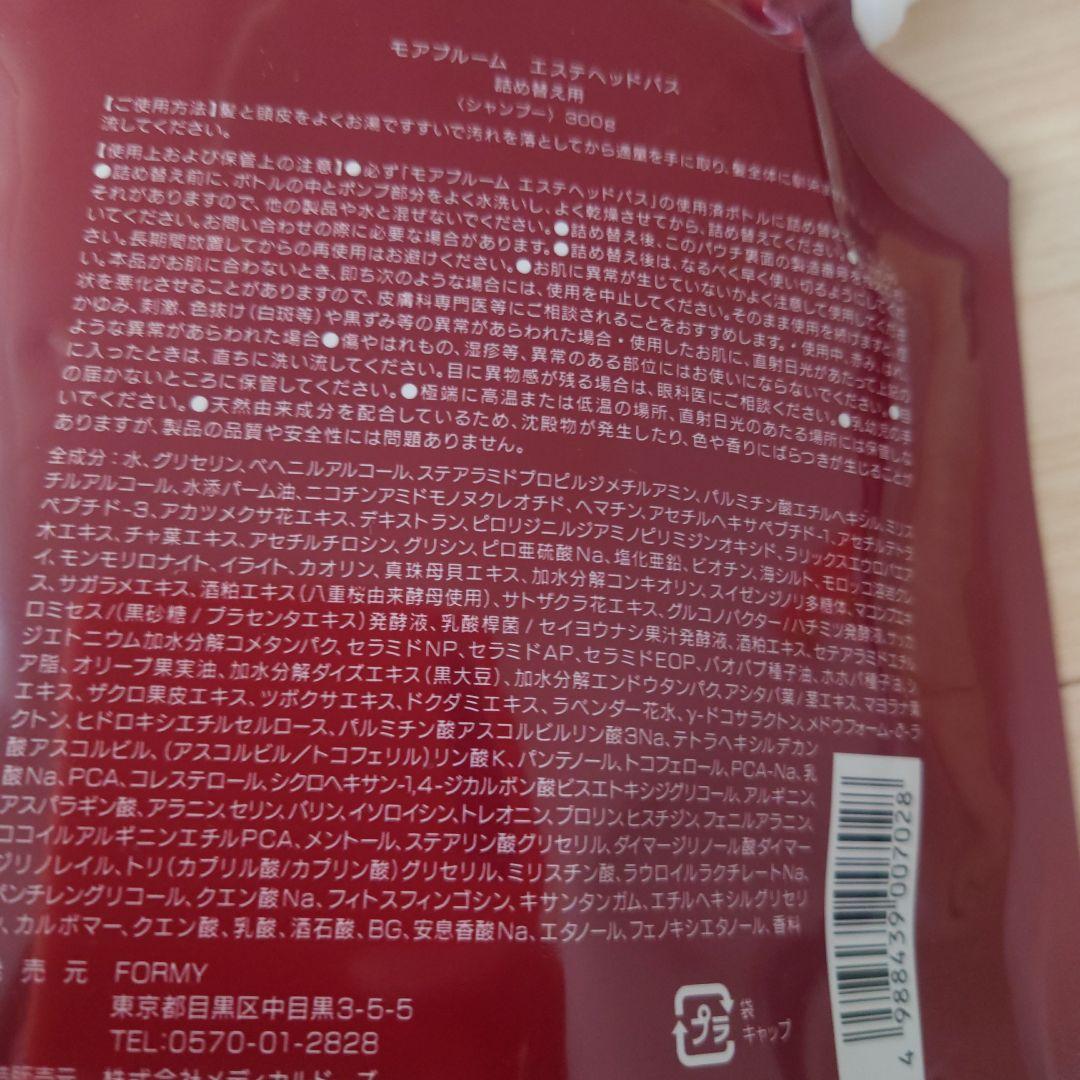 モアブルーム　エステヘッドバス
詰め替え用
〈シャンプー〉300g
【ご使用方法】髪と頭皮をよくお湯ですすいで汚れを落としてから適量を手に取り、髪全体に
流してください。
【使用上および保管上の注意】●必ず「モアブルーム エステヘッドバス」の使用済ボトルに詰め替え
●詰め替え前に、ボトルの中とポンプ部分をよく水洗いし、よく乾燥させてから、詰め替えてください。
それがありますので、他の製品や水と混ぜないでください。●詰め替え後、このパウチ裏面の製造番号を
いてください。お問い合わせの際に必要な場合があります。●詰め替え後は、なるべく早く使い切るようにし
さい。長期間放置してからの再使用はお避けください。●お肌に異常が生じていないかよく注意して使用して
い。本品がお肌に合わないとき、即ち次のような場合には、使用を中止してください。そのまま使用を続けますと
状を悪化させることがありますので、皮膚科専門医等にご相談されることをおすすめします。・使用中、赤み、
かゆみ、刺激、色抜け(白斑等)や黒ずみ等の異常があらわれた場合・使用したお肌に、直射日光があたって上記の
ような異常があらわれた場合●傷やはれもの、湿疹等、異常のある部位にはお使いにならないでください。
に入ったときは、直ちに洗い流してください。目に異物感が残る場合は、眼科医にご相談ください。●乳幼児の手
の届かないところに保管してください。●極端に高温または低温の場所、直射日光のあたる場所には保管しな
いでください。●天然由来成分を配合しているため、沈殿物が発生したり、色や香りにばらつきが生じることが
ありますが、製品の品質や安全性には問題ありません。
全成分：水、グリセリン、ベヘニルアルコール、ステアラミドプロピルジメチルアミン、パルミチン酸エチルヘキシル、ミリス
チルアルコール、水添パーム油、ニコチンアミドモノヌクレオチド、ヘマチン、アセチルヘキサペプチド-1、アセチルテトラ
ペプチド-3、アカツメクサ花エキス、デキストラン、ピロリジニルジアミノピリミジンオキシド、ラリックスエウロパエア
木エキス、チャ葉エキス、アセチルチロシン、グリシン、ピロ亜硫酸Na、塩化亜鉛、ビオチン、海シルト、モロッコ溶岩クレ
イ、モンモリロナイト、イライト、カオリン、真珠母貝エキス、加水分解コンキオリン、スイゼンジノリ多糖体、マコンブエキ
ス、サガラメエキス、酒粕エキス(八重桜由来酵母使用)、サトザクラ花エキス、グルコノバクター/ハチミツ発酵液、サッカ
ロミセス/(黒砂糖/プラセンタエキス)発酵液、乳酸桿菌/セイヨウナシ果汁発酵液、酒粕エキス、セテアラミドエチル
ジエトニウム加水分解コメタンパク、セラミドNP、セラミドAP、セラミドEOP、バオバブ種子油、ホホバ種子油、シ
ア脂、オリーブ果実油、加水分解ダイズエキス(黒大豆)、加水分解エンドウタンパク、アシタバ葉/茎エキス、マヨラナ葉
エキス、ザクロ果皮エキス、ツボクサエキス、ドクダミエキス、ラベンダー花水、γ-ドコサラクトン、メドウフォーム-δ-ラ
クトン、ヒドロキシエチルセルロース、パルミチン酸アスコルビルリン酸3Na、テトラヘキシルデカン
酸アスコルビル、(アスコルビル/トコフェリル)リン酸K、パンテノール、トコフェロール、PCA-Na、乳
酸Na、PCA、コレステロール、シクロヘキサン-1,4-ジカルボン酸ビスエトキシジグリコール、アルギニン、
アスパラギン酸、アラニン、セリン、バリン、イソロイシン、トレオニン、プロリン、ヒスチジン、フェニルアラニン、
ココイルアルギニンエチルPCA、メントール、ステアリン酸グリセリル、ダイマージリノール酸ダイマー
ジリノレイル、トリ(カプリル酸/カプリン酸)グリセリル、ミリスチン酸、ラウロイルラクチレートNa、
ペンチレングリコール、クエン酸Na、フィトスフィンゴシン、キサンタンガム、エチルヘキシルグリセリ
ン、カルボマー、クエン酸、乳酸、酒石酸、BG、安息香酸Na、エタノール、フェノキシエタノール、香料
売元　FORMY
東京都目黒区中目黒3-5-5
TEL:0570-01-2828
販売元　株式会社メディカルドーズ
プラ
袋
キャップ
4 988439 007028